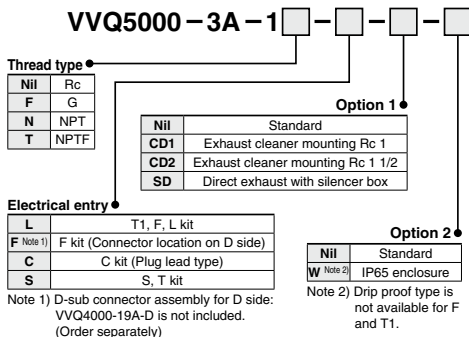 VVQ5000-3A-1□-□-□-□
Thread type
Nil Rc
F G
N NPT
T NPTF
Option 1
Nil Standard
CD1 Exhaust cleaner mounting Rc 1
CD2 Exhaust cleaner mounting Rc 1 1/2
SD Direct exhaust with silencer box
Electrical entry
L T1, F, L kit
F Note 1) F kit (Connector location on D side)
C C kit (Plug lead type)
S S, T kit
Note 1) D-sub connector assembly for D side:
VVQ4000-19A-D is not included.
(Order separately)
Option 2
Nil Standard
W Note 2) IP65 enclosure
Note 2) Drip proof type is
not available for F
and T1.